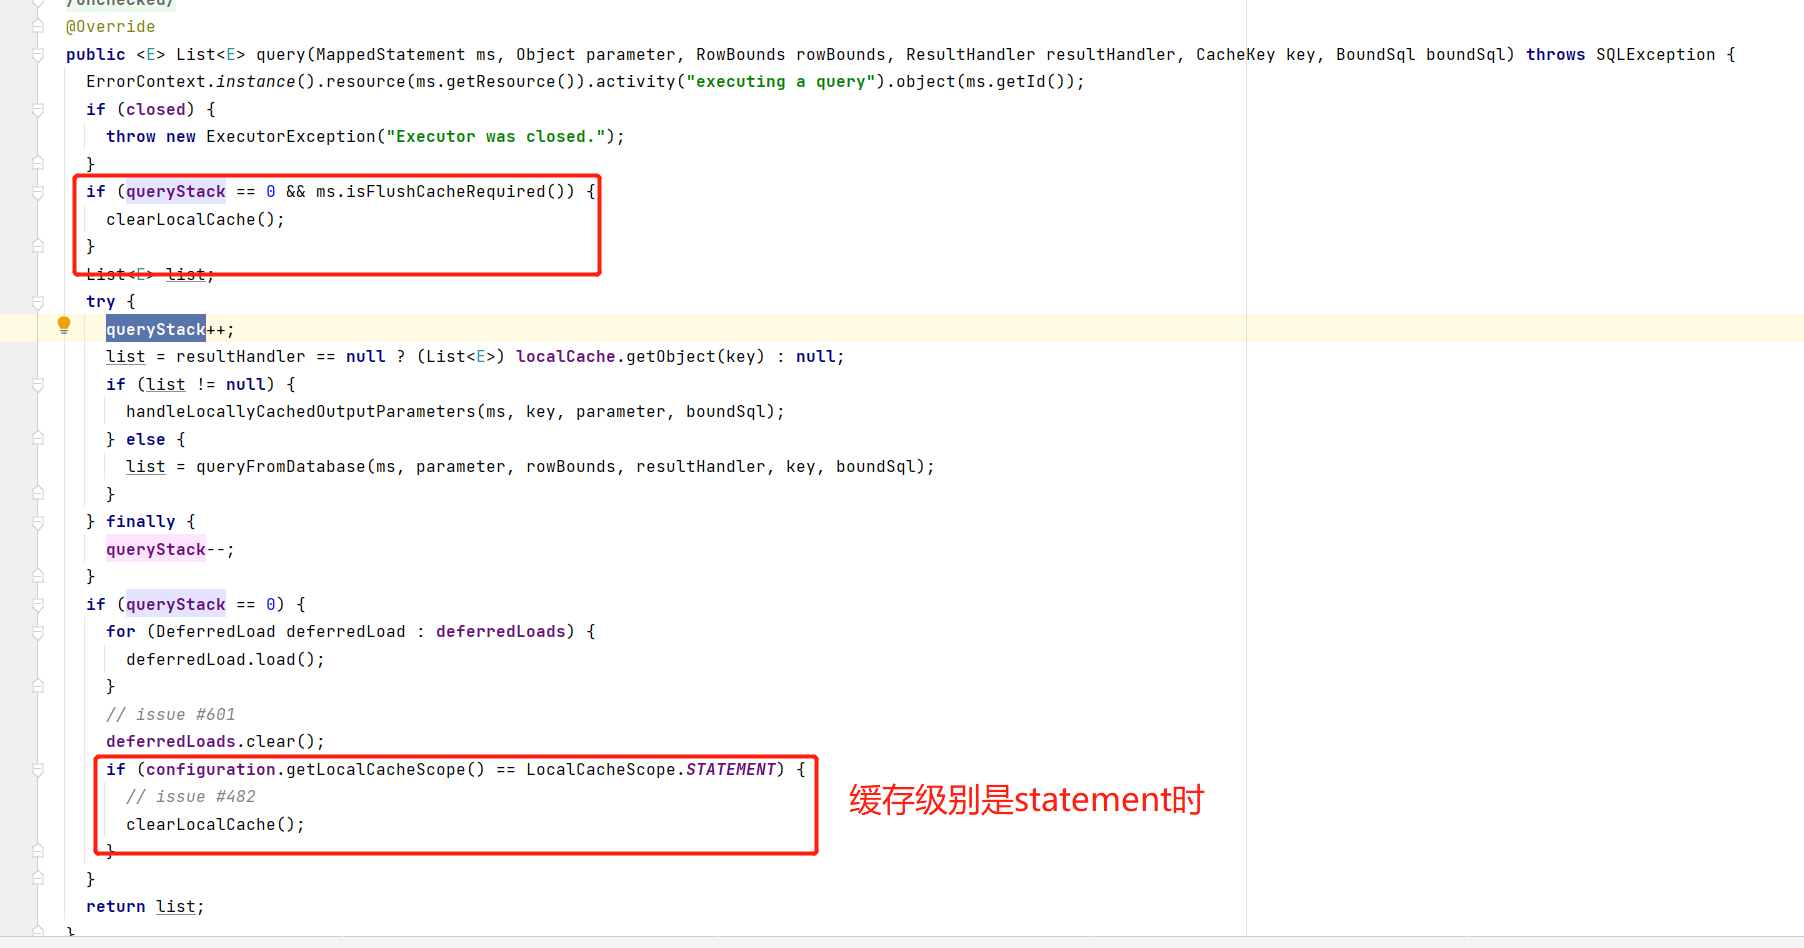 @Override
public <E> List<E> query(MappedStatement ms, Object parameter, RowBounds rowBounds, ResultHandler resultHandler, CacheKey key, BoundSql boundSql) throws SQLException {
ErrorContext.instance().resource(ms.getResource()).activity("executing a query").object(ms.getId());
if (closed) {
throw new ExecutorException("Executor was closed.");
}
if (queryStack == 0 && ms.isFlushCacheRequired()) {
clearLocalCache();
}
List<E> list;
try {
queryStack++;
list = resultHandler == null ? (List<E>) localCache.getObject(key) : null;
if (list != null) {
handleLocallyCachedOutputParameters(ms, key, parameter, boundSql);
} else {
list = queryFromDatabase(ms, parameter, rowBounds, resultHandler, key, boundSql);
}
} finally {
queryStack--;
}
if (queryStack == 0) {
for (DeferredLoad deferredLoad : deferredLoads) {
deferredLoad.load();
}
// issue #601
deferredLoads.clear();
if (configuration.getLocalCacheScope() == LocalCacheScope.STATEMENT) {
// issue #482
缓存级别是statement时
clearLocalCache();
}
}
return list;
}